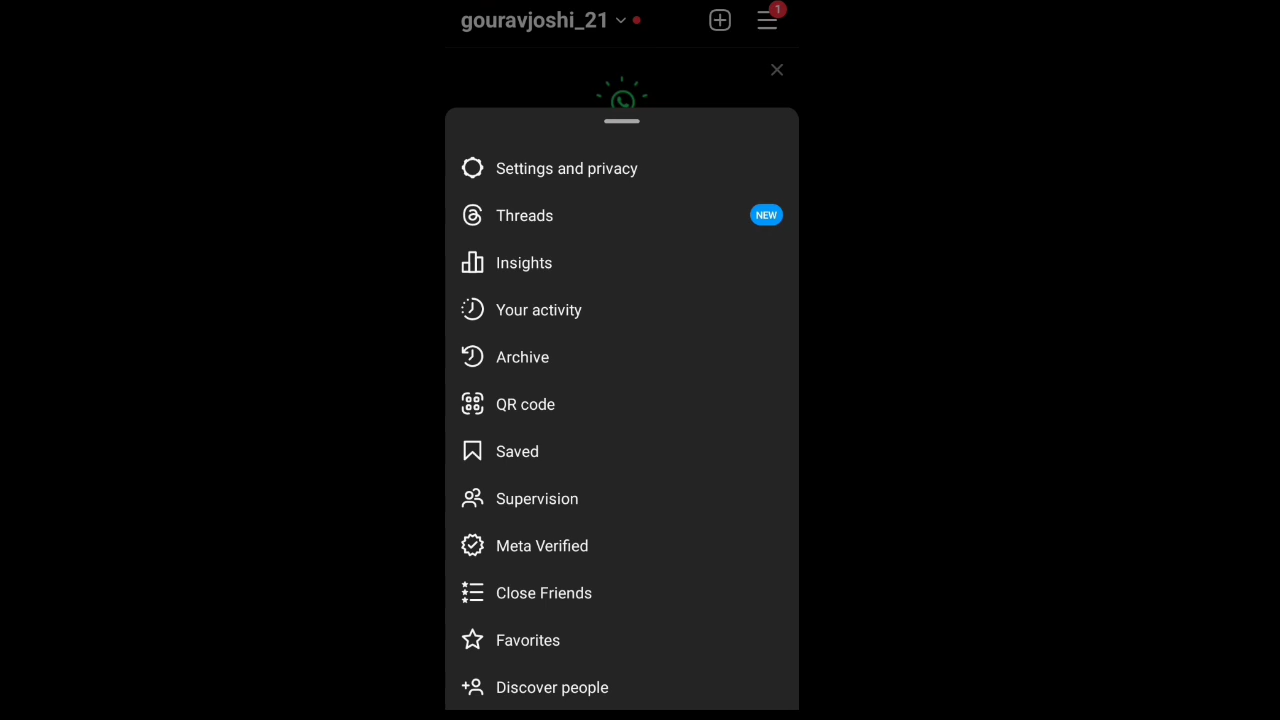 gouravjoshi_21
1
Settings and privacy
Threads
NEW
Insights
Your activity
Archive
QR code
Saved
Supervision
Meta Verified
Close Friends
Favorites
Discover people